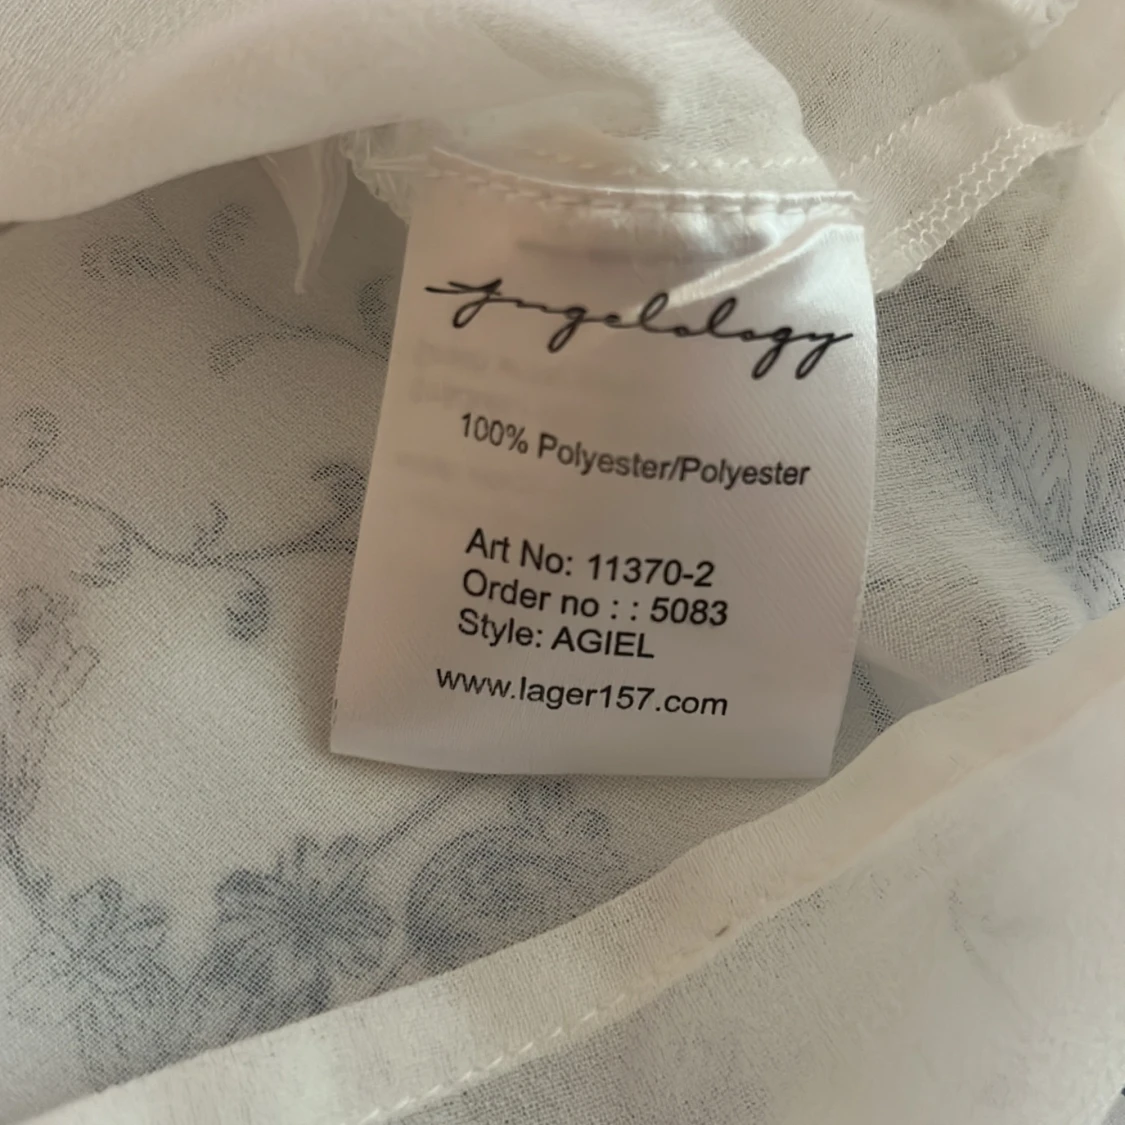 Angelology
100% Polyester/Polyester
Art No: 11370-2
Order no : : 5083
Style: AGIEL
www.lager157.com